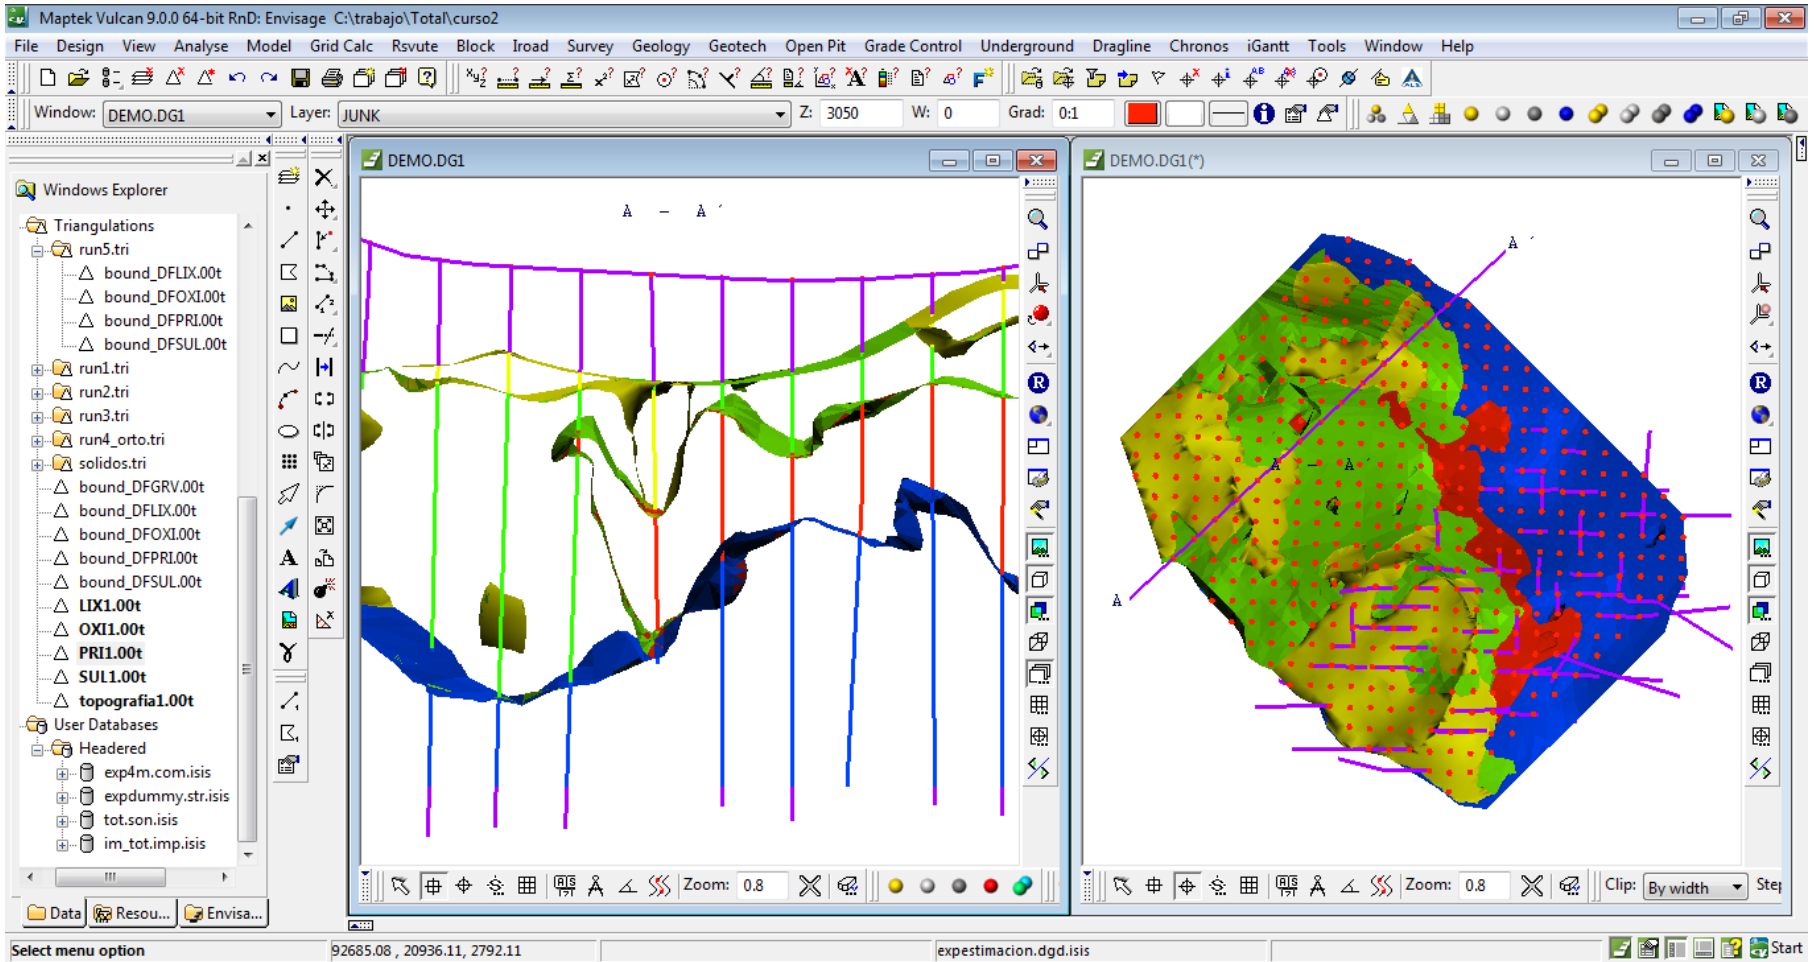 Maptek Vulcan 9.0.0 64-bit RnD: Envisage C:\trabajo\Total\curso2
File Design View Analyse Model Grid Calc Rsvute Block Iroad Survey Geology Geotech Open Pit Grade Control Underground Dragline Chronos iGantt Tools Window Help
Window: DEMO.DG1 Layer: JUNK Z: 3050 W: 0 Grad: 0:1
Windows Explorer
Triangulations
run5.tri
bound_DFLIX.00t
bound_DFOXI.00t
bound_DFPRI.00t
bound_DFSUL.00t
run1.tri
run2.tri
run3.tri
run4_orto.tri
solidos.tri
bound_DFGRV.00t
bound_DFLIX.00t
bound_DFOXI.00t
bound_DFPRI.00t
bound_DFSUL.00t
LIX1.00t
OXI1.00t
PRI1.00t
SUL1.00t
topografia1.00t
User Databases
Headered
exp4m.com.isis
expdummy.str.isis
tot.son.isis
im_tot.imp.isis
Data Resou... Envisa...
DEMO.DG1
A – A´
Zoom: 0.8
DEMO.DG1(*)
A´
A – A´
A
Zoom: 0.8 Clip: By width Step
Select menu option 92685.08 , 20936.11, 2792.11 expestimacion.dgd.isis Start